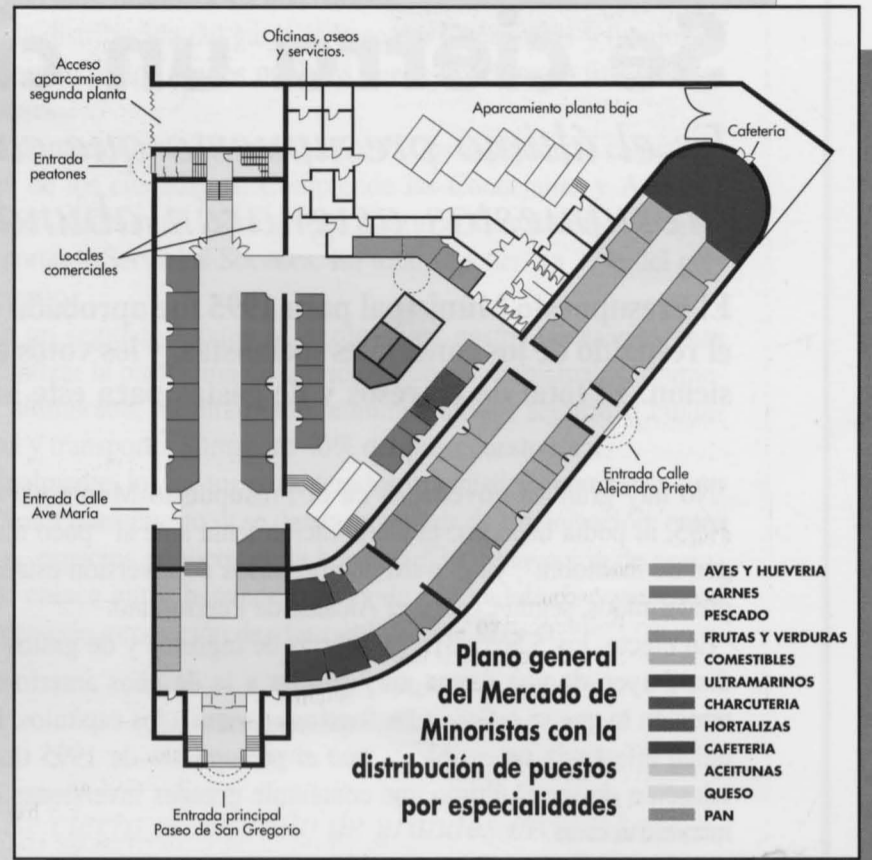 Oficinas, aseos
y servicios.
Acceso
aparcamiento
segunda planta
Aparcamiento planta baja
Cafetería
Entrada
peatones
Locales
comerciales
Entrada Calle
Alejandro Prieto
Entrada Calle
Ave María
AVES Y HUEVERIA
CARNES
PESCADO
FRUTAS Y VERDURAS
COMESTIBLES
ULTRAMARINOS
CHARCUTERIA
HORTALIZAS
CAFETERIA
ACEITUNAS
QUESO
PAN
Plano general
del Mercado de
Minoristas con la
distribución de puestos
por especialidades
Entrada principal
Paseo de San Gregorio